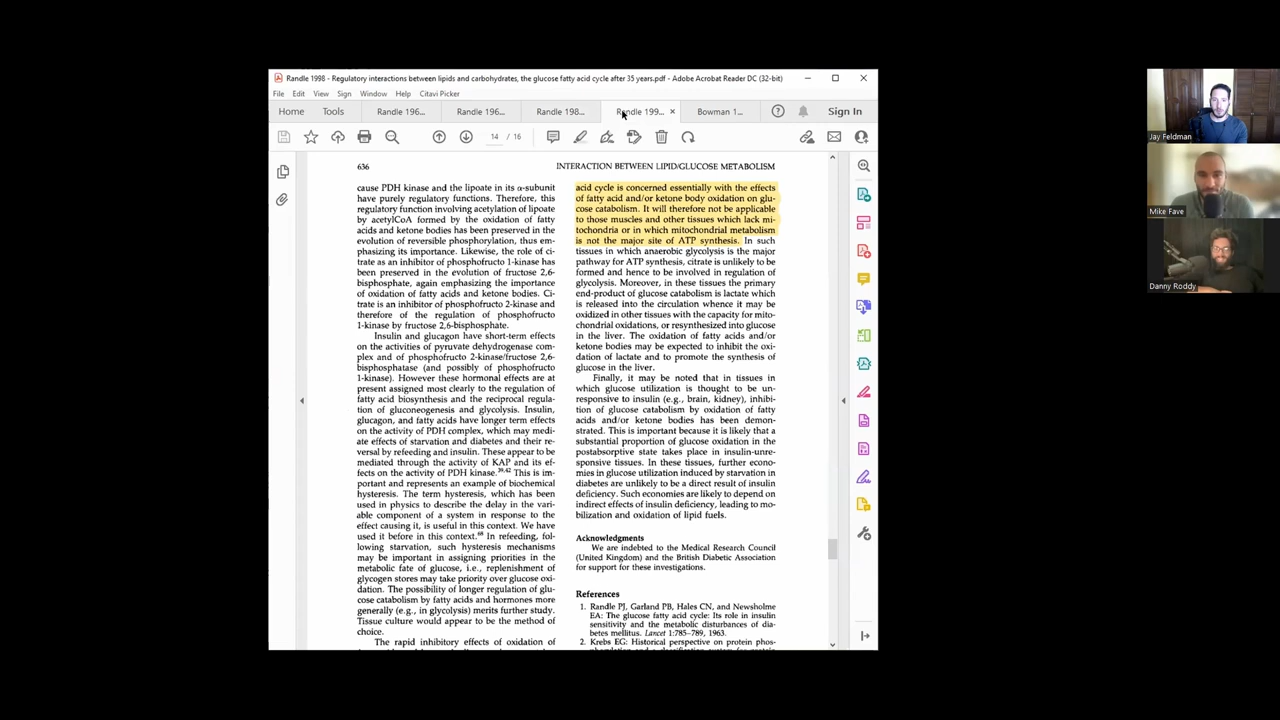 Randle 1998 - Regulatory interactions between lipids and carbohydrates, the glucose fatty acid cycle after 35 years.pdf - Adobe Acrobat Reader DC (32-bit)
File Edit View Sign Window Help Citavi Picker
Home Tools Randle 196... Randle 196... Randle 198... Randle 199... Bowman 1... Sign In
14 / 16
636 INTERACTION BETWEEN LIPID/GLUCOSE METABOLISM
cause PDH kinase and the lipoate in its α-subunit
have purely regulatory functions. Therefore, this
regulatory function involving acetylation of lipoate
by acetylCoA formed by the oxidation of fatty
acids and ketone bodies has been preserved in the
evolution of reversible phosphorylation, thus em-
phasizing its importance. Likewise, the role of ci-
trate as an inhibitor of phosphofructo 1-kinase has
been preserved in the evolution of fructose 2,6-
bisphosphate, again emphasizing the importance
of oxidation of fatty acids and ketone bodies. Ci-
trate is an inhibitor of phosphofructo 2-kinase and
therefore of the regulation of phosphofructo
1-kinase by fructose 2,6-bisphosphate.
Insulin and glucagon have short-term effects
on the activities of pyruvate dehydrogenase com-
plex and of phosphofructo 2-kinase/fructose 2,6-
bisphosphatase (and possibly of phosphofructo
1-kinase). However these hormonal effects are at
present assigned most clearly to the regulation of
fatty acid biosynthesis and the reciprocal regula-
tion of gluconeogenesis and glycolysis. Insulin,
glucagon, and fatty acids have longer term effects
on the activity of PDH complex, which may medi-
ate effects of starvation and diabetes and their re-
versal by refeeding and insulin. These appear to be
mediated through the activity of KAP and its ef-
fects on the activity of PDH kinase.39,42 This is im-
portant and represents an example of biochemical
hysteresis. The term hysteresis, which has been
used in physics to describe the delay in the vari-
able component of a system in response to the
effect causing it, is useful in this context. We have
used it before in this context.68 In refeeding, fol-
lowing starvation, such hysteresis mechanisms
may be important in assigning priorities in the
metabolic fate of glucose, i.e., replenishment of
glycogen stores may take priority over glucose oxi-
dation. The possibility of longer regulation of glu-
cose catabolism by fatty acids and hormones more
generally (e.g., in glycolysis) merits further study.
Tissue culture would appear to be the method of
choice.
The rapid inhibitory effects of oxidation of
acid cycle is concerned essentially with the effects
of fatty acid and/or ketone body oxidation on glu-
cose catabolism. It will therefore not be applicable
to those muscles and other tissues which lack mi-
tochondria or in which mitochondrial metabolism
is not the major site of ATP synthesis. In such
tissues in which anaerobic glycolysis is the major
pathway for ATP synthesis, citrate is unlikely to be
formed and hence to be involved in regulation of
glycolysis. Moreover, in these tissues the primary
end-product of glucose catabolism is lactate which
is released into the circulation whence it may be
oxidized in other tissues with the capacity for mito-
chondrial oxidations, or resynthesized into glucose
in the liver. The oxidation of fatty acids and/or
ketone bodies may be expected to inhibit the oxi-
dation of lactate and to promote the synthesis of
glucose in the liver.
Finally, it may be noted that in tissues in
which glucose utilization is thought to be un-
responsive to insulin (e.g., brain, kidney), inhibi-
tion of glucose catabolism by oxidation of fatty
acids and/or ketone bodies has been demon-
strated. This is important because it is likely that a
substantial proportion of glucose oxidation in the
postabsorptive state takes place in insulin-unre-
sponsive tissues. In these tissues, further econo-
mies in glucose utilization induced by starvation in
diabetes are unlikely to be a direct result of insulin
deficiency. Such economies are likely to depend on
indirect effects of insulin deficiency, leading to mo-
bilization and oxidation of lipid fuels.
Acknowledgments
We are indebted to the Medical Research Council
(United Kingdom) and the British Diabetic Association
for support for these investigations.
References
1. Randle PJ, Garland PB, Hales CN, and Newsholme
EA: The glucose fatty acid cycle: Its role in insulin
sensitivity and the metabolic disturbances of dia-
betes mellitus. Lancet 1:785–789, 1963.
2. Krebs EG: Historical perspective on protein phos-
Jay Feldman
Mike Fave
Danny Roddy